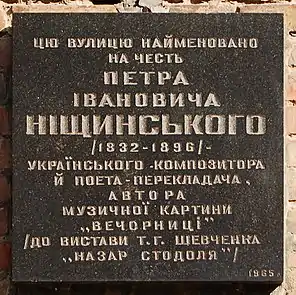 ЦЮ ВУЛИЦЮ НАЙМЕНОВАНО
НА ЧЕСТЬ
ПЕТРА
ІВАНОВИЧА
НІЩИНСЬКОГО
/1832-1896/-
УКРАЇНСЬКОГО КОМПОЗИТОРА
Й ПОЕТА-ПЕРЕКЛАДАЧА,
АВТОРА
МУЗИЧНОЇ КАРТИНИ
„ВЕЧОРНИЦІ"
/ДО ВИСТАВИ Т.Г. ШЕВЧЕНКА
„НАЗАР СТОДОЛЯ"/
1965